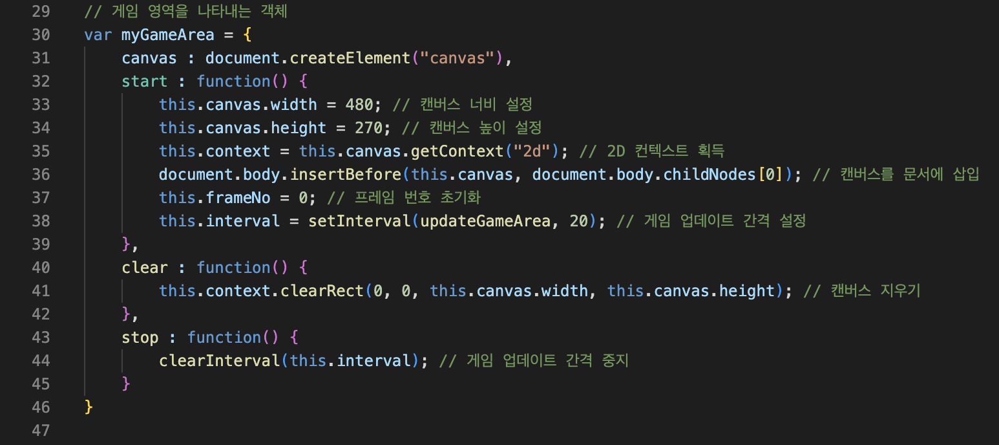 29 // 게임 영역을 나타내는 객체
30 var myGameArea = {
31     canvas : document.createElement("canvas"),
32     start : function() {
33         this.canvas.width = 480; // 캔버스 너비 설정
34         this.canvas.height = 270; // 캔버스 높이 설정
35         this.context = this.canvas.getContext("2d"); // 2D 컨텍스트 획득
36         document.body.insertBefore(this.canvas, document.body.childNodes[0]); // 캔버스를 문서에 삽입
37         this.frameNo = 0; // 프레임 번호 초기화
38         this.interval = setInterval(updateGameArea, 20); // 게임 업데이트 간격 설정
39     },
40     clear : function() {
41         this.context.clearRect(0, 0, this.canvas.width, this.canvas.height); // 캔버스 지우기
42     },
43     stop : function() {
44         clearInterval(this.interval); // 게임 업데이트 간격 중지
45     }
46 }
47